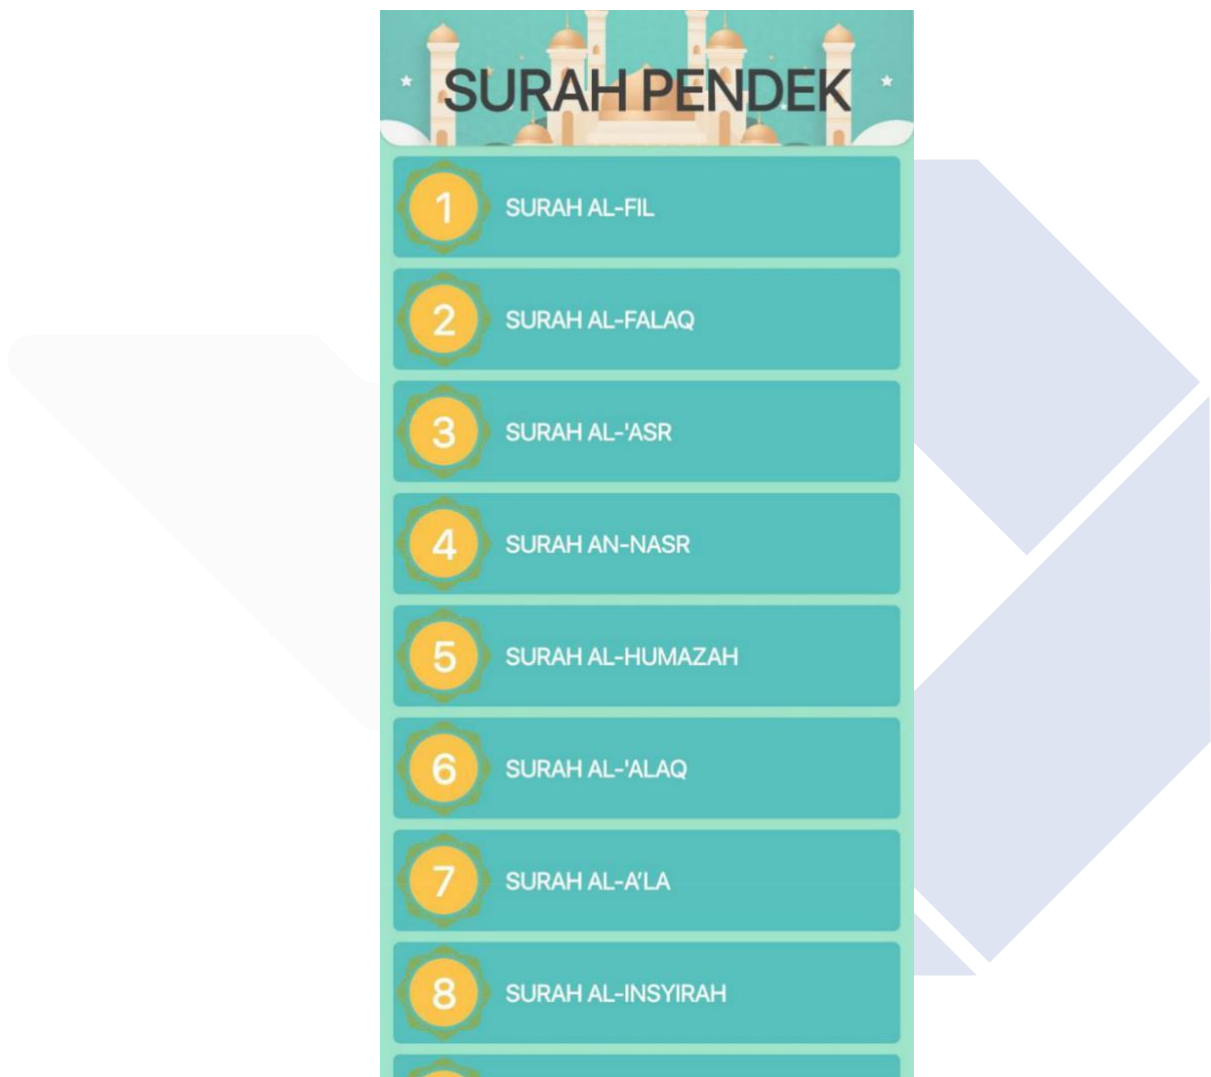 SURAH PENDEK
1
SURAH AL-FIL
2
SURAH AL-FALAQ
3
SURAH AL-'ASR
4
SURAH AN-NASR
5
SURAH AL-HUMAZAH
6
SURAH AL-'ALAQ
7
SURAH AL-A’LA
8
SURAH AL-INSYIRAH